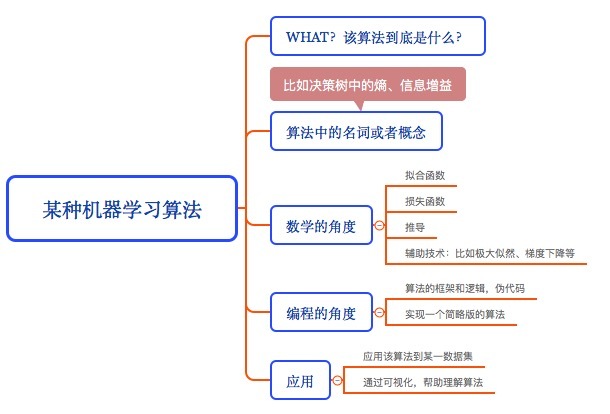 WHAT？该算法到底是什么？
比如决策树中的熵、信息增益
算法中的名词或者概念
某种机器学习算法
数学的角度
拟合函数
损失函数
推导
辅助技术：比如极大似然、梯度下降等
编程的角度
算法的框架和逻辑，伪代码
实现一个简略版的算法
应用
应用该算法到某一数据集
通过可视化，帮助理解算法